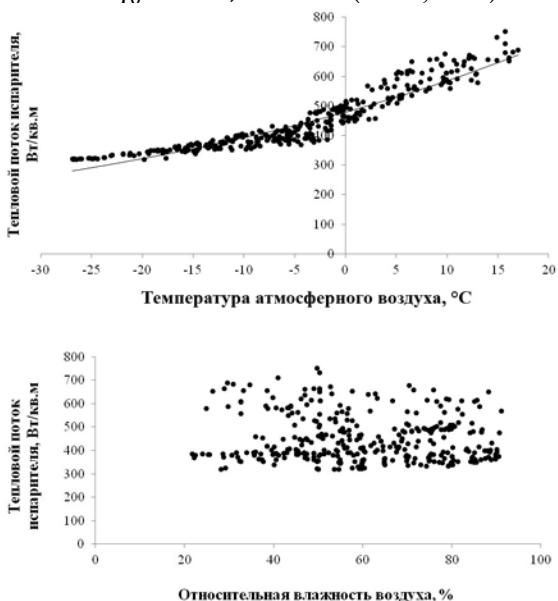 800
700
600
500
400
300
200
100
0
-30 -25 -20 -15 -10 -5 0 5 10 15 20
Тепловой поток испарителя,
Вт/кв.м
Температура атмосферного воздуха, °С
800
700
600
500
400
300
200
100
0
0 20 40 60 80 100
Тепловой поток
испарителя, Вт/кв.м
Относительная влажность воздуха, %